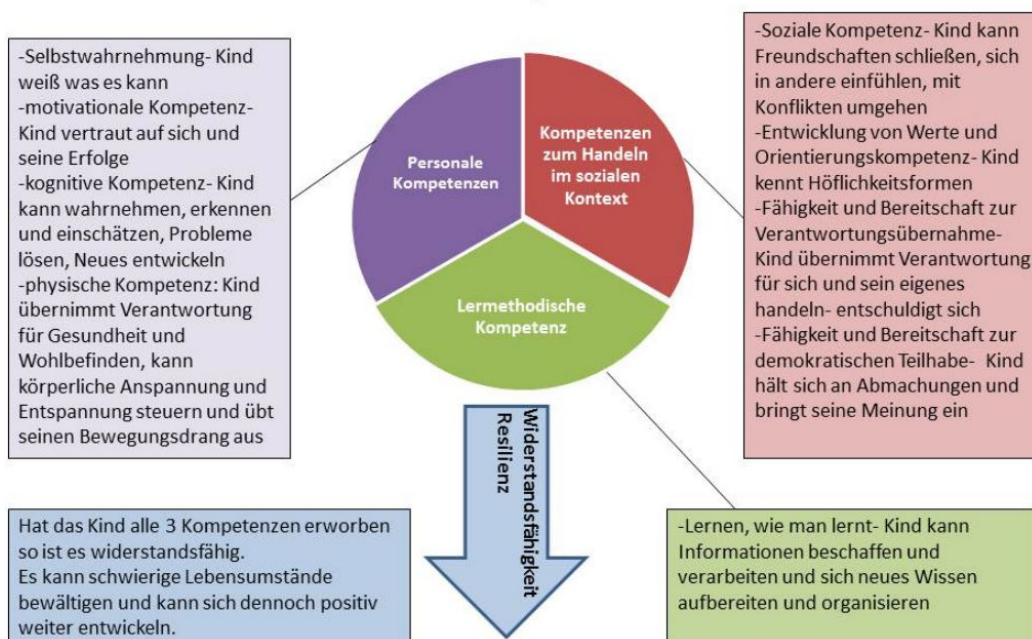 -Selbstwahrnehmung- Kind
weiß was es kann
-motivationale Kompetenz-
Kind vertraut auf sich und
seine Erfolge
-kognitive Kompetenz- Kind
kann wahrnehmen, erkennen
und einschätzen, Probleme
lösen, Neues entwickeln
-physische Kompetenz: Kind
übernimmt Verantwortung
für Gesundheit und
Wohlbefinden, kann
körperliche Anspannung und
Entspannung steuern und übt
seinen Bewegungsdrang aus
Personale
Kompetenzen
Kompetenzen
zum Handeln
im sozialen
Kontext
Lermethodische
Kompetenz
-Soziale Kompetenz- Kind kann
Freundschaften schließen, sich
in andere einfühlen, mit
Konflikten umgehen
-Entwicklung von Werte und
Orientierungskompetenz- Kind
kennt Höflichkeitsformen
-Fähigkeit und Bereitschaft zur
Verantwortungsübernahme-
Kind übernimmt Verantwortung
für sich und sein eigenes
handeln- entschuldigt sich
-Fähigkeit und Bereitschaft zur
demokratischen Teilhabe- Kind
hält sich an Abmachungen und
bringt seine Meinung ein
Widerstandsfähigkeit
Resilienz
Hat das Kind alle 3 Kompetenzen erworben
so ist es widerstandsfähig.
Es kann schwierige Lebensumstände
bewältigen und kann sich dennoch positiv
weiter entwickeln.
-Lernen, wie man lernt- Kind kann
Informationen beschaffen und
verarbeiten und sich neues Wissen
aufbereiten und organisieren